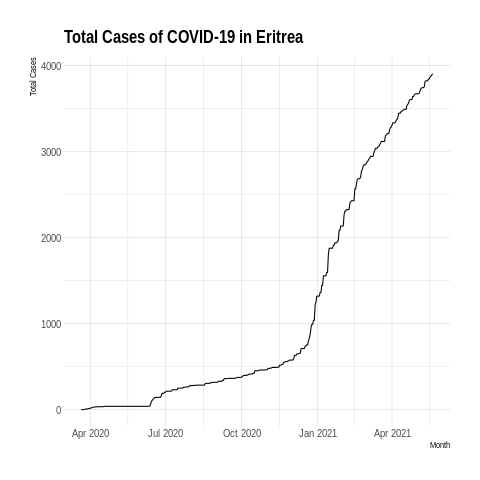 Total Cases of COVID-19 in Eritrea
Total Cases
4000
3000
2000
1000
0
Apr 2020 Jul 2020 Oct 2020 Jan 2021 Apr 2021
Month